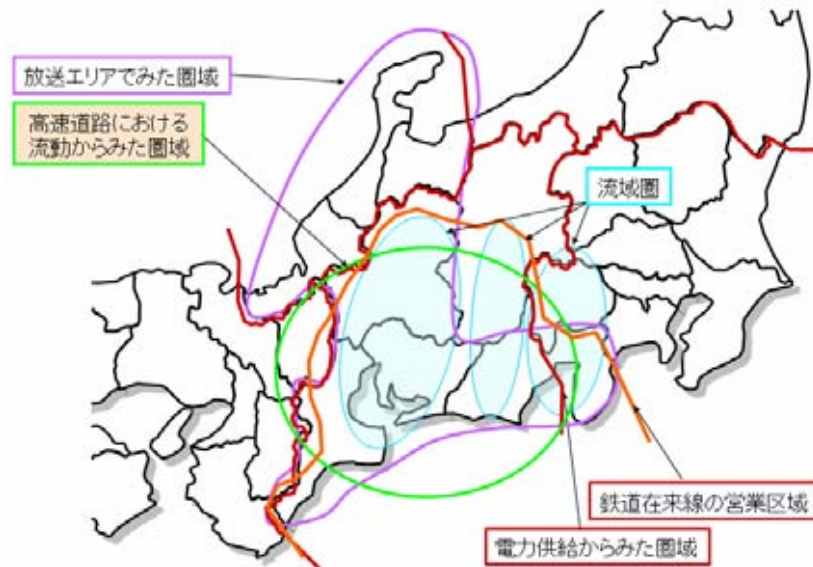 放送エリアでみた圏域
高速道路における
流動からみた圏域
流域圏
鉄道在来線の営業区域
電力供給からみた圏域